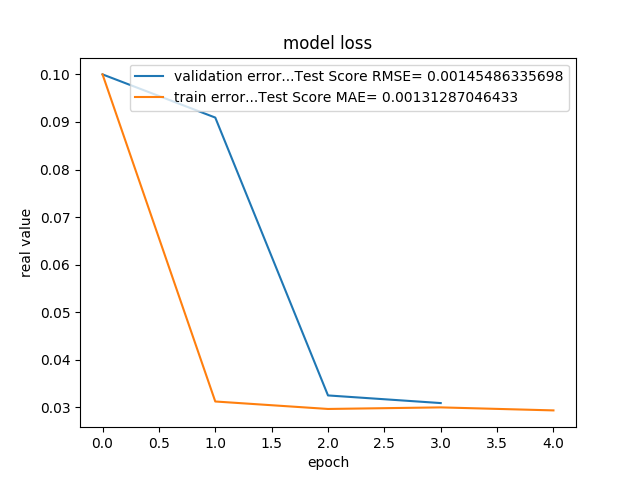 model loss
validation error...Test Score RMSE= 0.00145486335698
train error...Test Score MAE= 0.00131287046433
real value
0.10
0.09
0.08
0.07
0.06
0.05
0.04
0.03
0.0 0.5 1.0 1.5 2.0 2.5 3.0 3.5 4.0
epoch